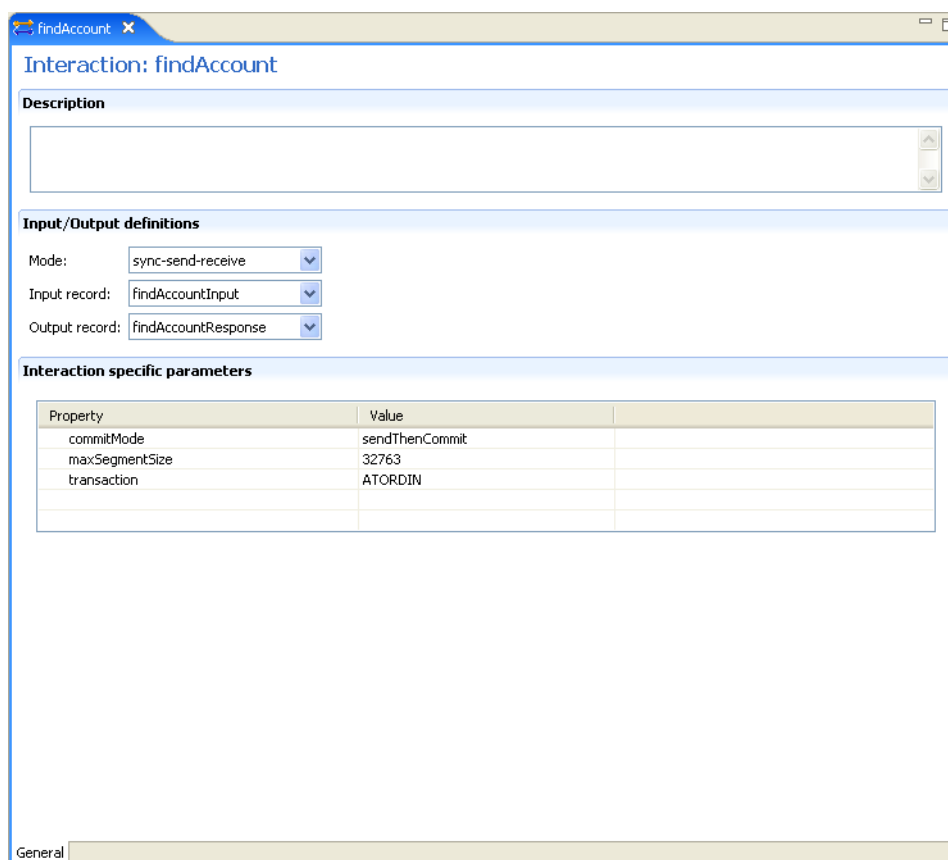 findAccount
Interaction: findAccount
Description
Input/Output definitions
Mode: sync-send-receive
Input record: findAccountInput
Output record: findAccountResponse
Interaction specific parameters
Property Value
commitMode sendThenCommit
maxSegmentSize 32763
transaction ATORDIN
General